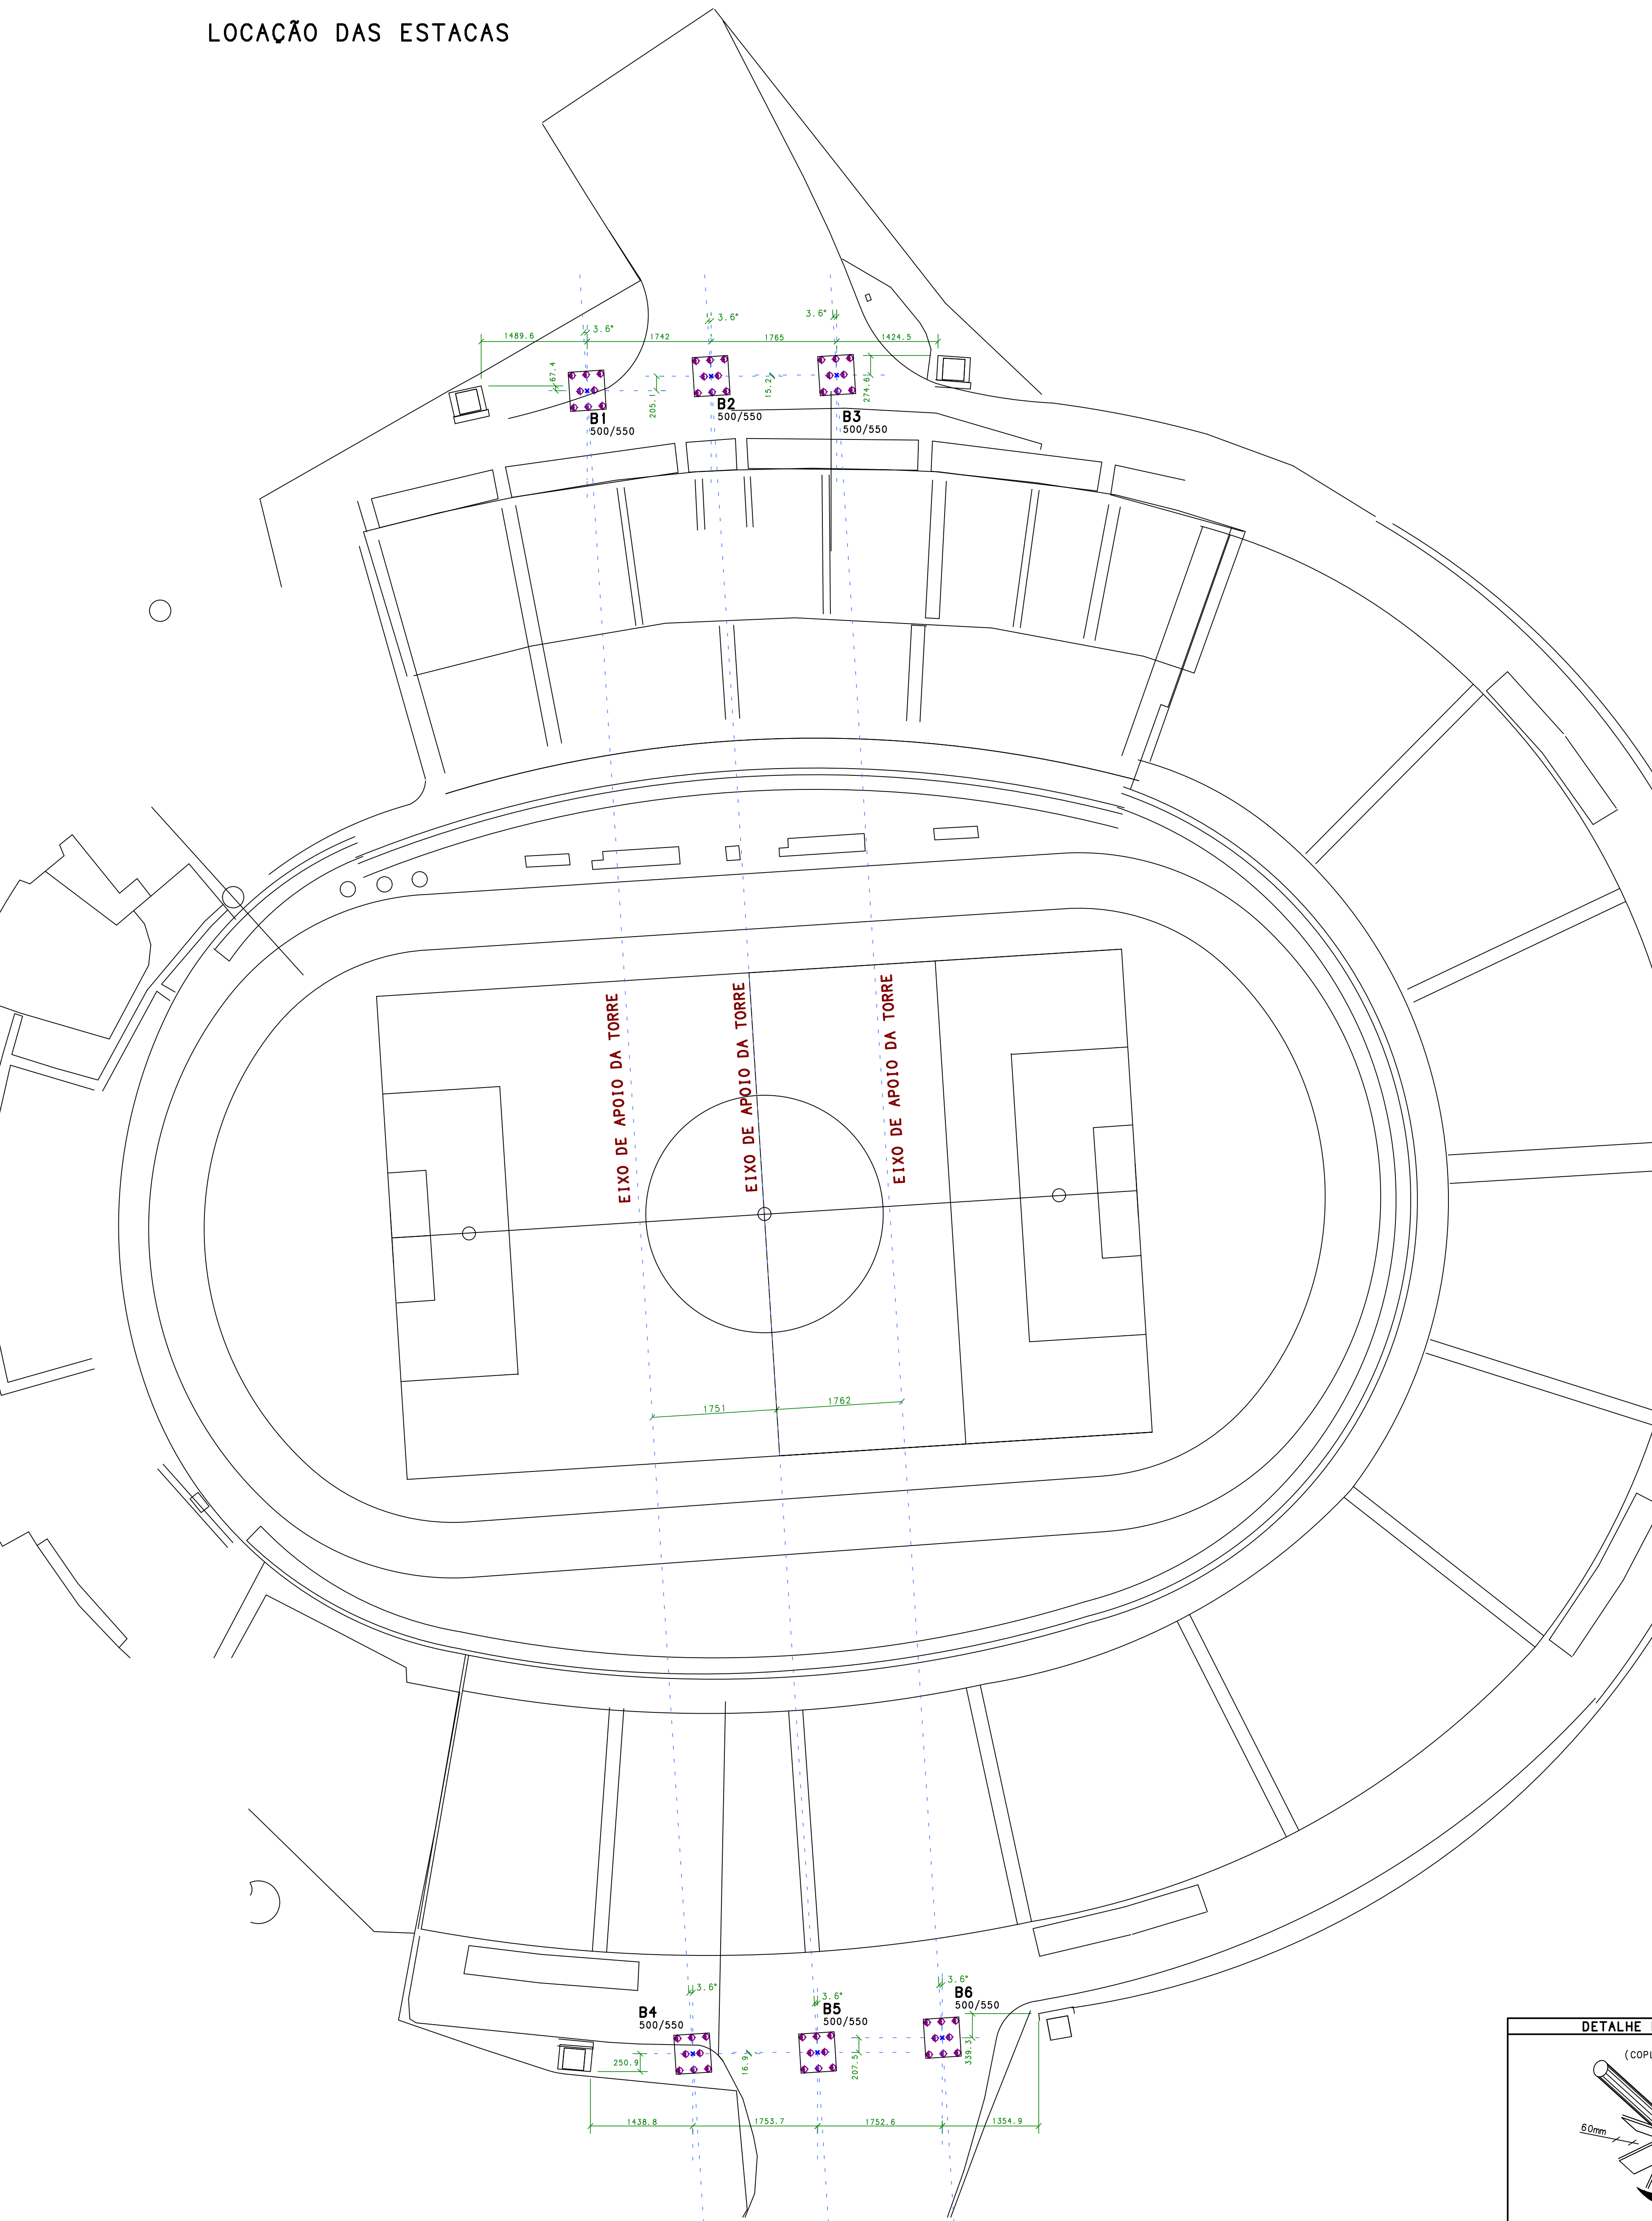 LOCAÇÃO DAS ESTACAS
3.6°
3.6°
3.6°
1489.6
1742
1765
1424.5
67.4
205.1
15.2
274.6
B1
500/550
B2
500/550
B3
500/550
EIXO DE APOIO DA TORRE
EIXO DE APOIO DA TORRE
EIXO DE APOIO DA TORRE
1751
1762
3.6°
3.6°
3.6°
B4
500/550
B5
500/550
B6
500/550
250.9
16.9
207.5
339.3
1438.8
1753.7
1752.6
1354.9
DETALHE
60mm